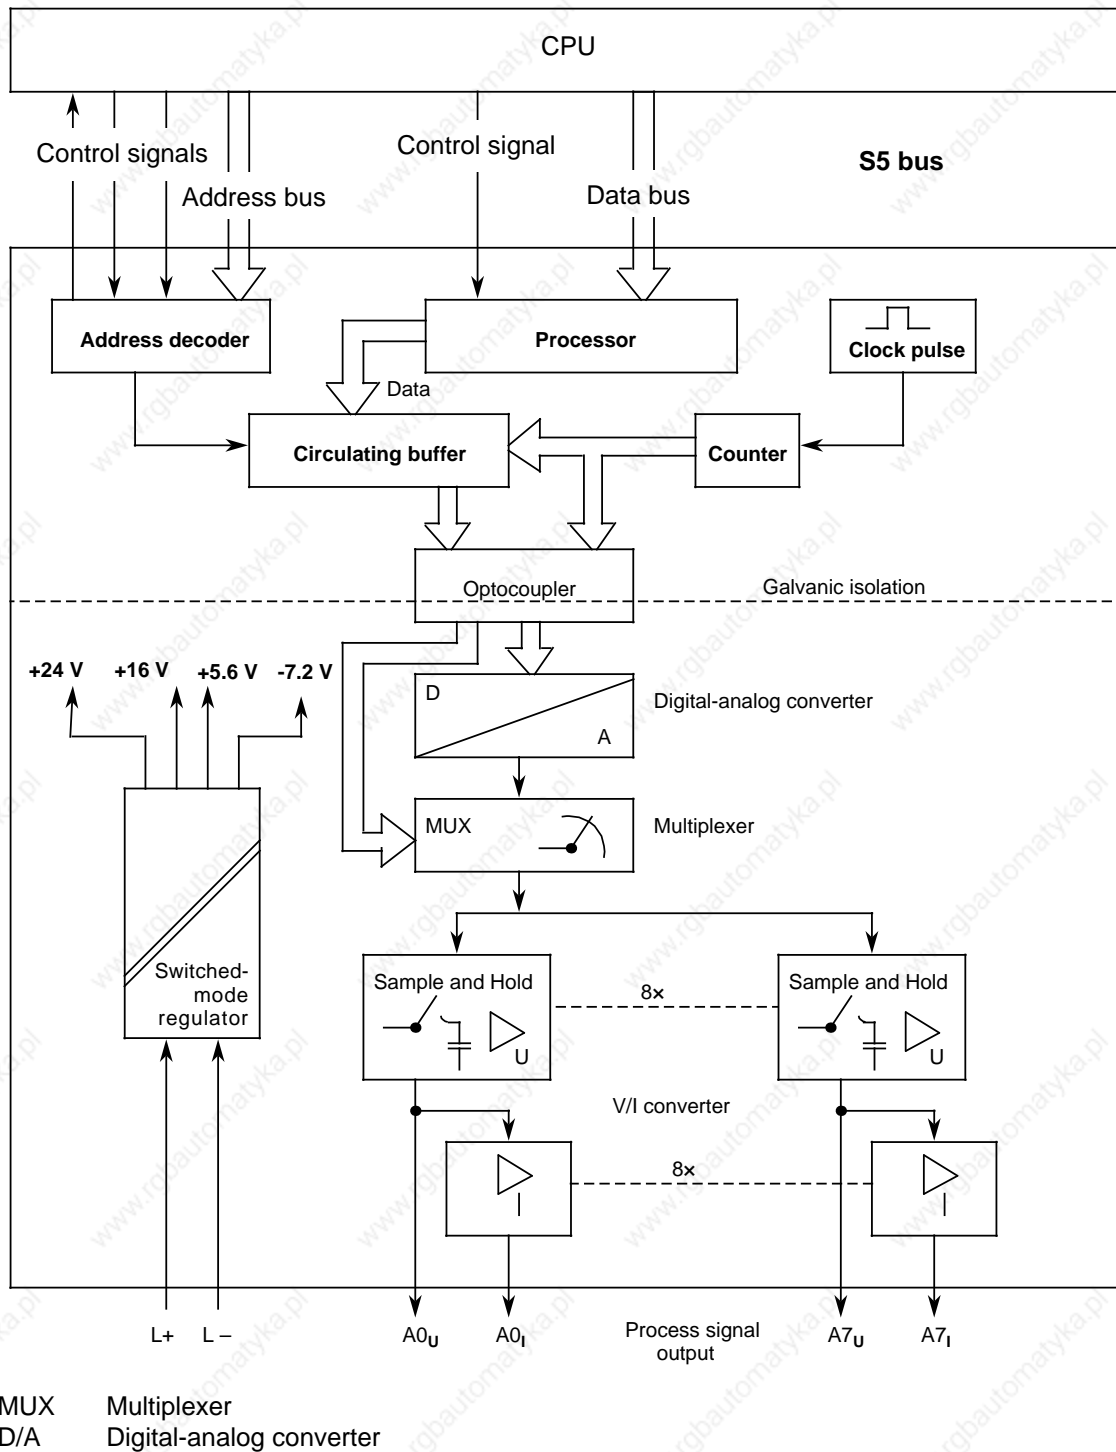 CPU
Control signals
Control signal
S5 bus
Address bus
Data bus
Address decoder
Processor
Clock pulse
Data
Circulating buffer
Counter
Optocoupler
Galvanic isolation
+24 V
+16 V
+5.6 V
-7.2 V
D
A
Digital-analog converter
MUX
Multiplexer
Switched-
mode
regulator
Sample and Hold
U
8×
Sample and Hold
U
V/I converter
I
8×
I
L+
L –
A0U
A0I
Process signal
output
A7U
A7I
MUX Multiplexer
D/A Digital-analog converter
www.rgbautomatyka.pl